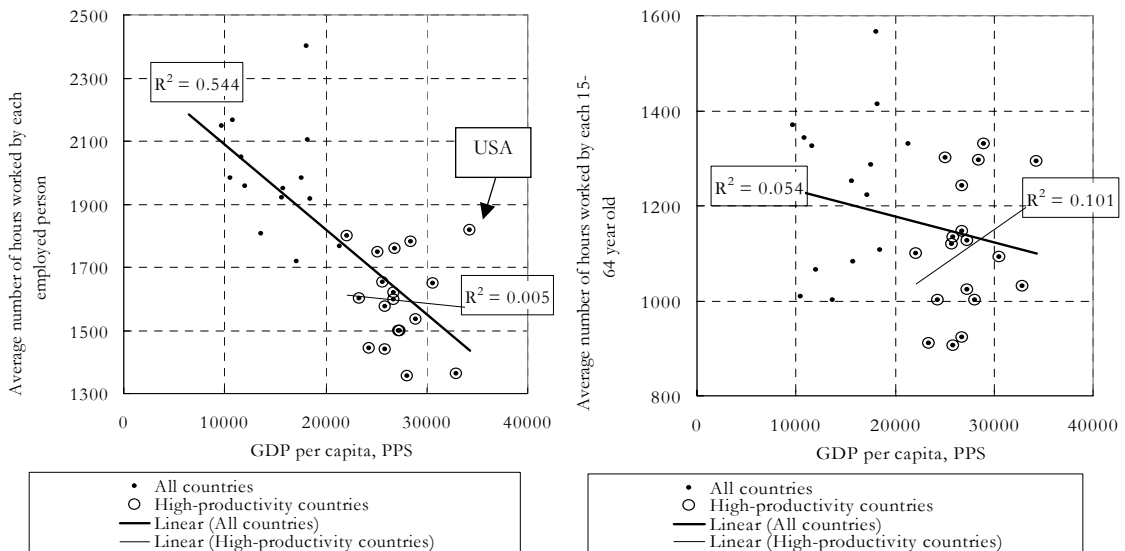 Average number of hours worked by each
employed person
2500
2300
2100
1900
1700
1500
1300
R² = 0.544
USA
R² = 0.005
0 10000 20000 30000 40000
GDP per capita, PPS
All countries
High-productivity countries
Linear (All countries)
Linear (High-productivity countries)
Average number of hours worked by each 15-
64 year old
1600
1400
1200
1000
800
R² = 0.054
R² = 0.101
0 10000 20000 30000 40000
GDP per capita, PPS
All countries
High-productivity countries
Linear (All countries)
Linear (High-productivity countries)